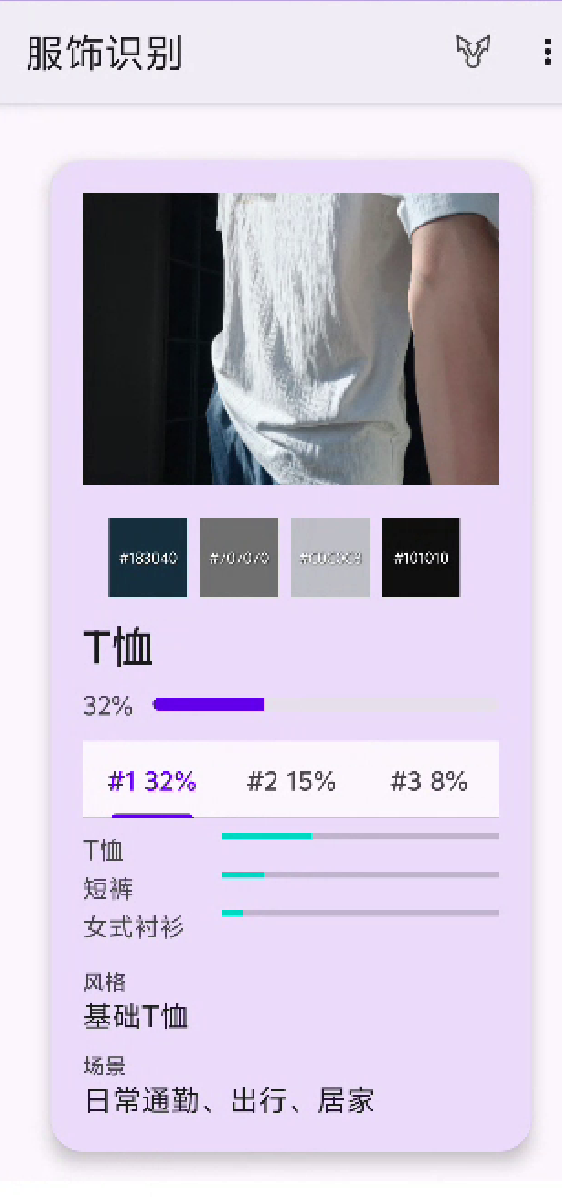 服饰识别
#183040 #707070 #C0C0C8 #101010
T恤
32%
#1 32% #2 15% #3 8%
T恤
短裤
女式衬衫
风格
基础T恤
场景
日常通勤、出行、居家